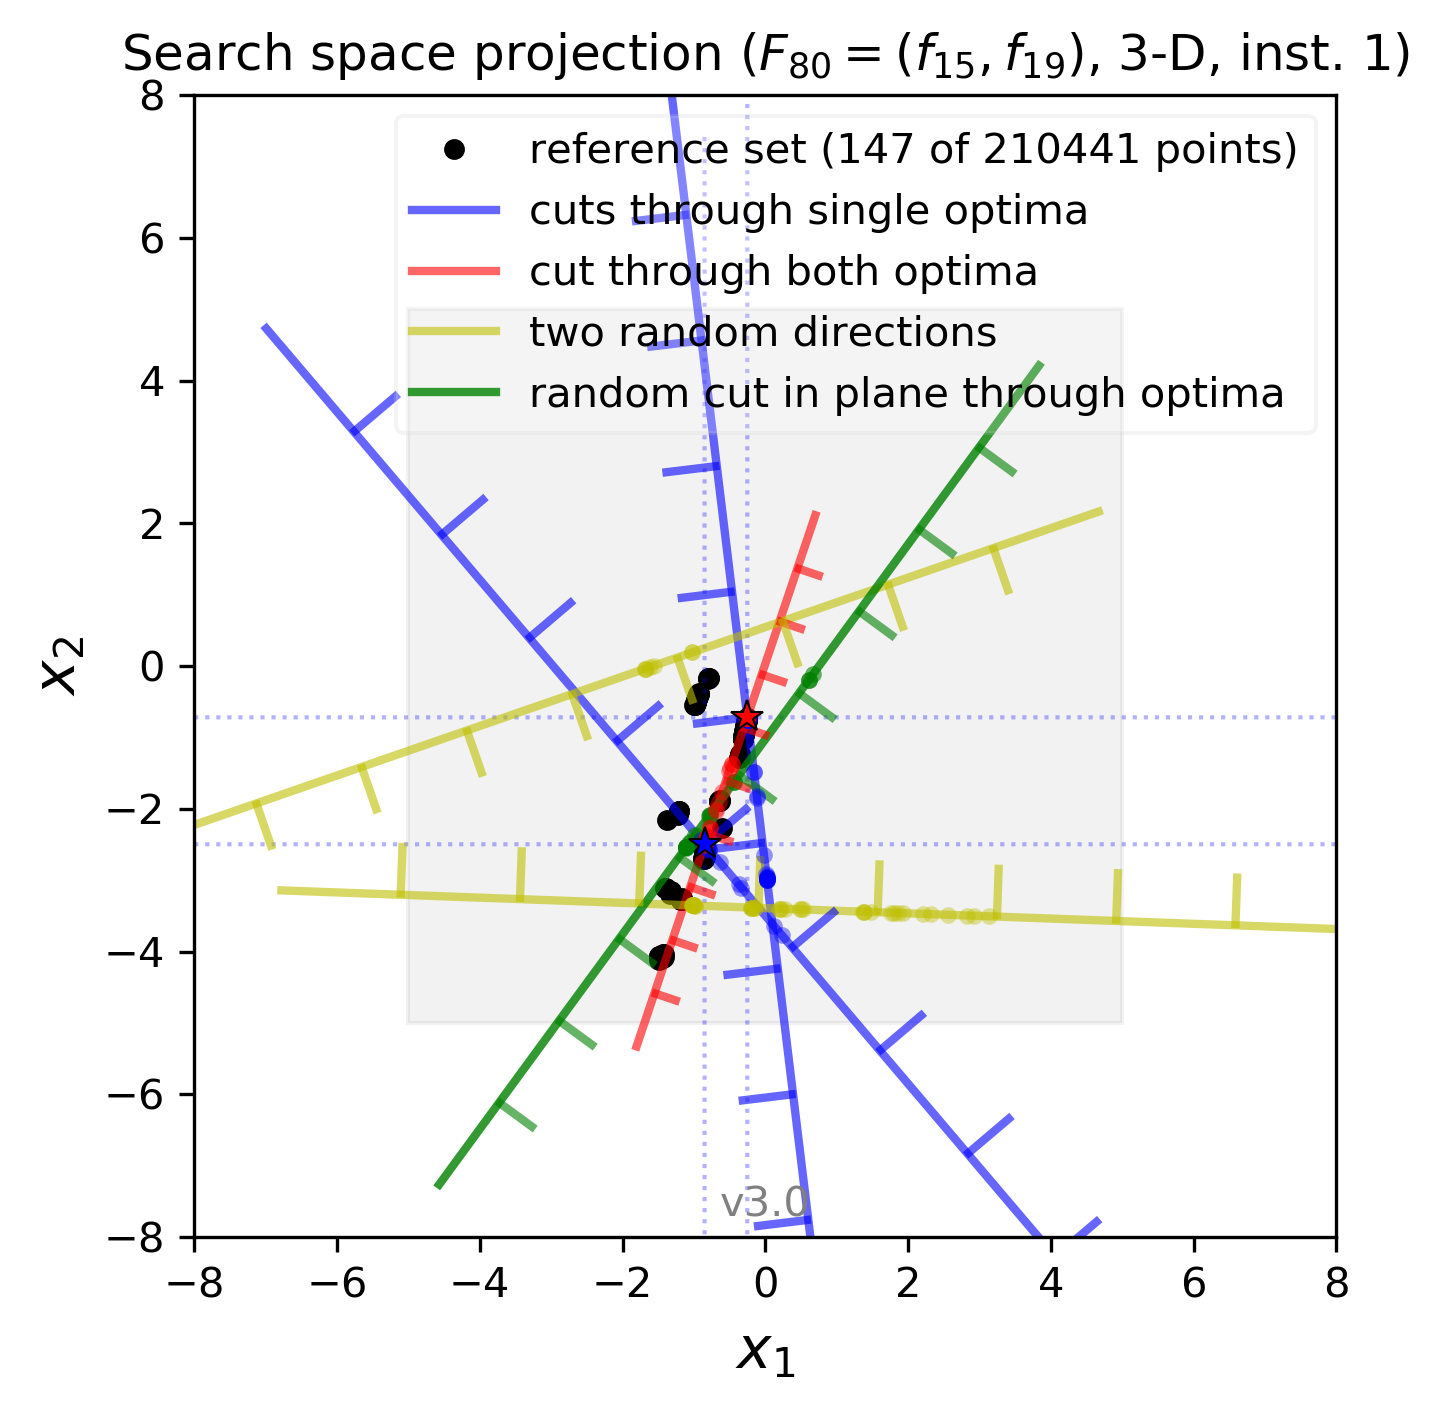 Search space projection (F80 = (f15, f19), 3-D, inst. 1)
reference set (147 of 210441 points)
cuts through single optima
cut through both optima
two random directions
random cut in plane through optima
8
6
4
2
0
−2
−4
−6
−8
x2
v3.0
−8 −6 −4 −2 0 2 4 6 8
x1